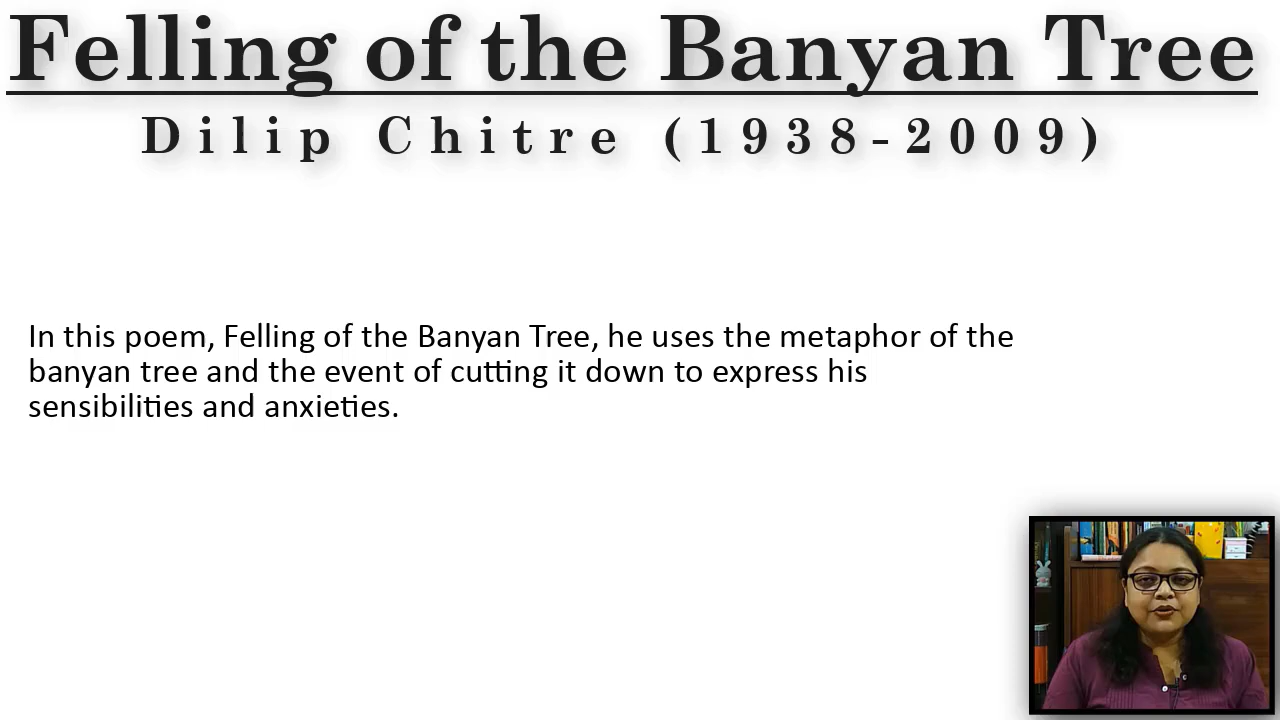 Felling of the Banyan Tree
Dilip Chitre (1938-2009)
In this poem, Felling of the Banyan Tree, he uses the metaphor of the
banyan tree and the event of cutting it down to express his
sensibilities and anxieties.